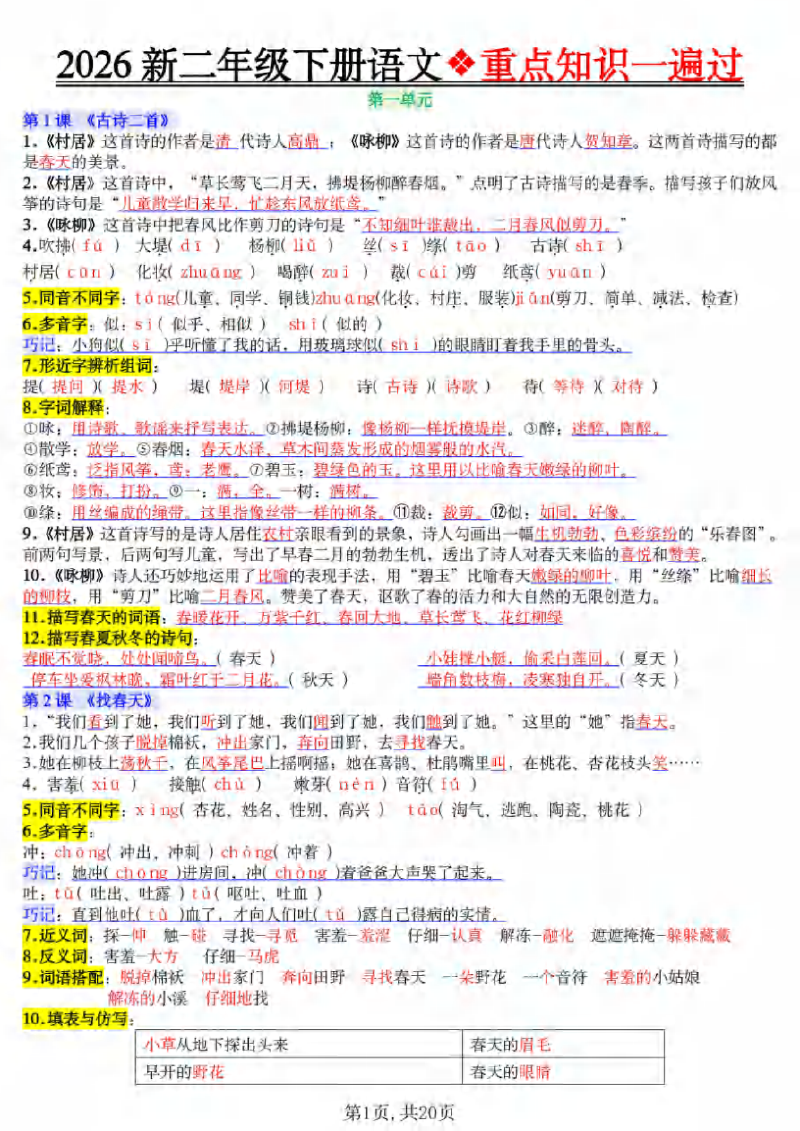 2026新二年级下册语文❖重点知识一遍过
第一单元
第1课 《古诗二首》
1.《村居》这首诗的作者是清 代诗人高鼎 ；《咏柳》这首诗的作者是唐代诗人贺知章。这两首诗描写的都
是春天的美景。
2.《村居》这首诗中，“草长莺飞二月天，拂堤杨柳醉春烟。”点明了古诗描写的是春季。描写孩子们放风
筝的诗句是“儿童散学归来早，忙趁东风放纸鸢。”
3.《咏柳》这首诗中把春风比作剪刀的诗句是“不知细叶谁裁出，二月春风似剪刀。”
4.吹拂( fú ) 大堤( dī ) 杨柳( liǔ ) 丝( sī )绦( tāo ) 古诗( shī )
村居( cūn ) 化妆( zhuāng ) 喝醉( zuì ) 裁( cái )剪 纸鸢( yuān )
5.同音不同字：tóng(儿童、同学、铜钱)zhuāng(化妆、村庄、服装)jiǎn(剪刀、简单、减法、检查)
6.多音字：似：sì( 似乎、相似 ) shì( 似的 )
巧记：小狗似( sì )乎听懂了我的话，用玻璃球似( shì )的眼睛盯着我手里的骨头。
7.形近字辨析组词：
提( 提问 )( 提水 ) 堤( 堤岸 )( 河堤 ) 诗( 古诗 )( 诗歌 ) 待( 等待 )( 对待 )
8.字词解释：
①咏：用诗歌、歌谣来抒写表达。②拂堤杨柳：像杨柳一样抚摸堤岸。③醉：迷醉，陶醉。
④散学：放学。⑤春烟：春天水泽、草木间蒸发形成的烟雾般的水汽。
⑥纸鸢：泛指风筝，鸢：老鹰。⑦碧玉：碧绿色的玉。这里用以比喻春天嫩绿的柳叶。
⑧妆：修饰，打扮。⑨一：满，全。一树：满树。
⑩绦：用丝编成的绳带。这里指像丝带一样的柳条。⑪裁：裁剪。⑫似：如同，好像。
9.《村居》这首诗写的是诗人居住农村亲眼看到的景象，诗人勾画出一幅生机勃勃、色彩缤纷的“乐春图”。
前两句写景，后两句写儿童，写出了早春二月的勃勃生机，透出了诗人对春天来临的喜悦和赞美。
10.《咏柳》诗人还巧妙地运用了比喻的表现手法，用“碧玉”比喻春天嫩绿的柳叶，用“丝绦”比喻细长
的柳枝，用“剪刀”比喻二月春风。赞美了春天，讴歌了春的活力和大自然的无限创造力。
11.描写春天的词语：春暖花开、万紫千红、春回大地、草长莺飞、花红柳绿
12.描写春夏秋冬的诗句：
春眠不觉晓，处处闻啼鸟。( 春天 ) 小娃撑小艇，偷采白莲回。( 夏天 )
停车坐爱枫林晚，霜叶红于二月花。( 秋天 ) 墙角数枝梅，凌寒独自开。( 冬天 )
第2课 《找春天》
1，“我们看到了她，我们听到了她，我们闻到了她，我们触到了她。”这里的“她”指春天。
2.我们几个孩子脱掉棉袄，冲出家门，奔向田野，去寻找春天。
3.她在柳枝上荡秋千，在风筝尾巴上摇啊摇；她在喜鹊、杜鹃嘴里叫，在桃花、杏花枝头笑……
4．害羞( xiū ) 接触( chù ) 嫩芽( nèn ) 音符( fú )
5.同音不同字：xìng( 杏花，姓名、性别、高兴 ) táo( 淘气，逃跑、陶瓷，桃花 )
6.多音字：
冲：chōng( 冲出，冲刺 ) chòng( 冲着 )
巧记：她冲( chōng )进房间，冲( chòng )着爸爸大声哭了起来。
吐：tǔ( 吐出、吐露 ) tù( 呕吐、吐血 )
巧记：直到他吐( tù )血了，才向人们吐( tǔ )露自己得病的实情。
7.近义词：探–伸 触–碰 寻找–寻觅 害羞–羞涩 仔细–认真 解冻–融化 遮遮掩掩–躲躲藏藏
8.反义词：害羞–大方 仔细–马虎
9.词语搭配：脱掉棉袄 冲出家门 奔向田野 寻找春天 一朵野花 一个音符 害羞的小姑娘
解冻的小溪 仔细地找
10.填表与仿写：
小草从地下探出头来 春天的眉毛
早开的野花 春天的眼睛
第1页，共20页